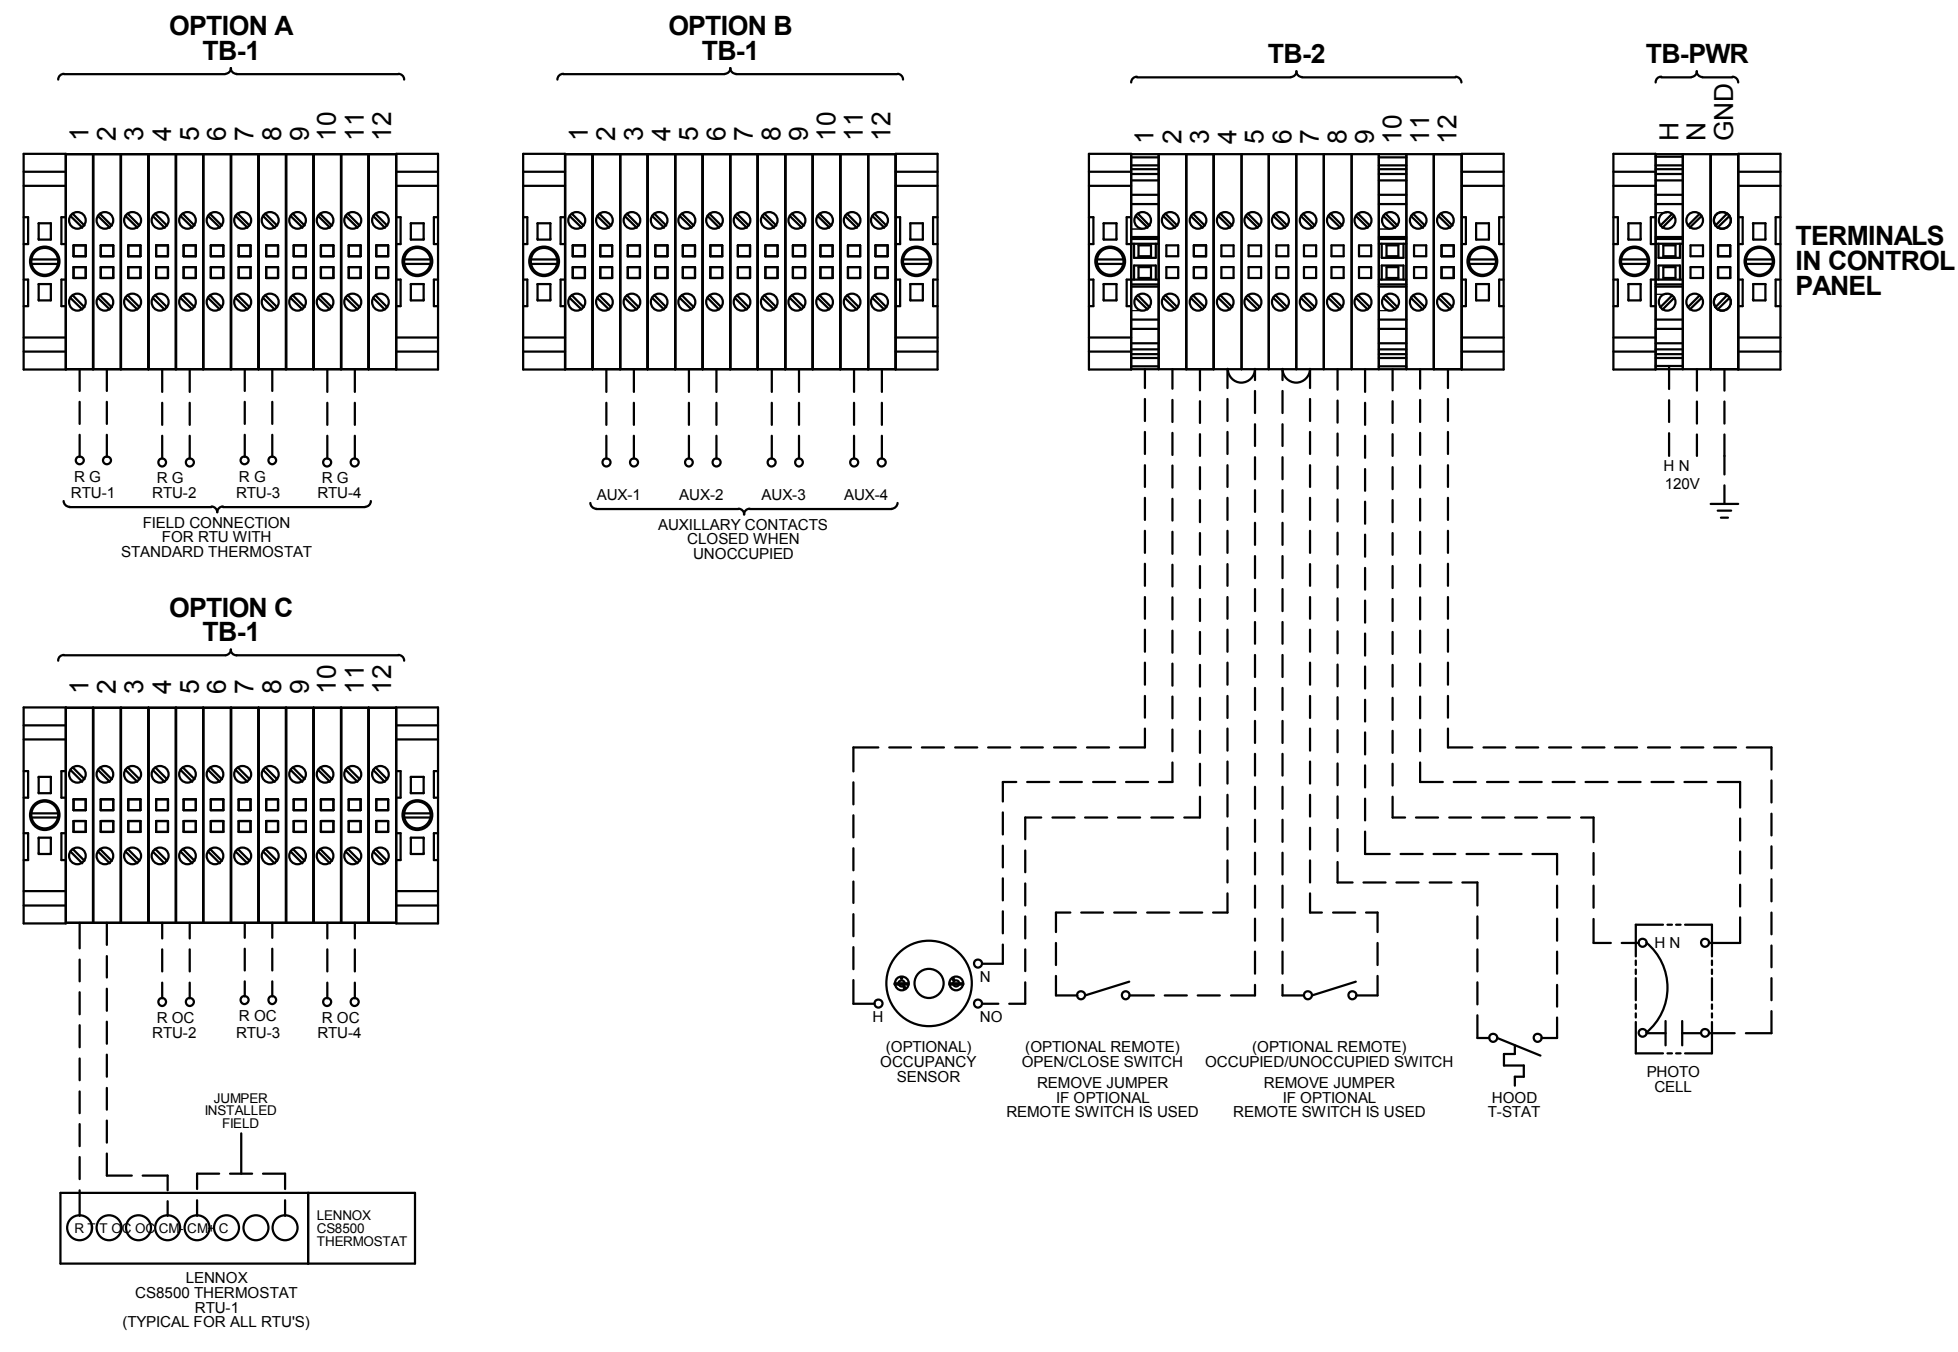 OPTION A
TB-1
1 2 3 4 5 6 7 8 9 10 11 12
R G
RTU-1
R G
RTU-2
R G
RTU-3
R G
RTU-4
FIELD CONNECTION
FOR RTU WITH
STANDARD THERMOSTAT
OPTION B
TB-1
1 2 3 4 5 6 7 8 9 10 11 12
AUX-1
AUX-2
AUX-3
AUX-4
AUXILLARY CONTACTS
CLOSED WHEN
UNOCCUPIED
TB-2
1 2 3 4 5 6 7 8 9 10 11 12
TB-PWR
H N GND
TERMINALS
IN CONTROL
PANEL
H N
120V
OPTION C
TB-1
1 2 3 4 5 6 7 8 9 10 11 12
R OC
RTU-2
R OC
RTU-3
R OC
RTU-4
JUMPER
INSTALLED
FIELD
R T T OC OC CM- CM+ C
LENNOX
CS8500
THERMOSTAT
LENNOX
CS8500 THERMOSTAT
RTU-1
(TYPICAL FOR ALL RTU'S)
H
N
NO
(OPTIONAL)
OCCUPANCY
SENSOR
(OPTIONAL REMOTE)
OPEN/CLOSE SWITCH
REMOVE JUMPER
IF OPTIONAL
REMOTE SWITCH IS USED
(OPTIONAL REMOTE)
OCCUPIED/UNOCCUPIED SWITCH
REMOVE JUMPER
IF OPTIONAL
REMOTE SWITCH IS USED
HOOD
T-STAT
H N
PHOTO
CELL